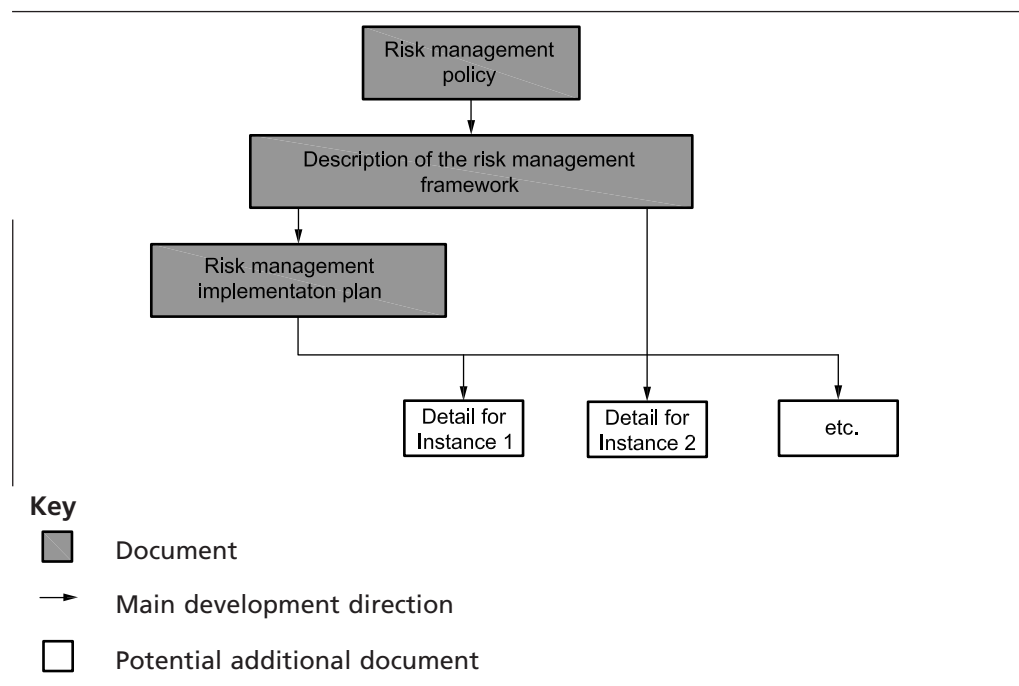 Risk management
policy
Description of the risk management
framework
Risk management
implementaton plan
Detail for
Instance 1
Detail for
Instance 2
etc.
Key
Document
Main development direction
Potential additional document